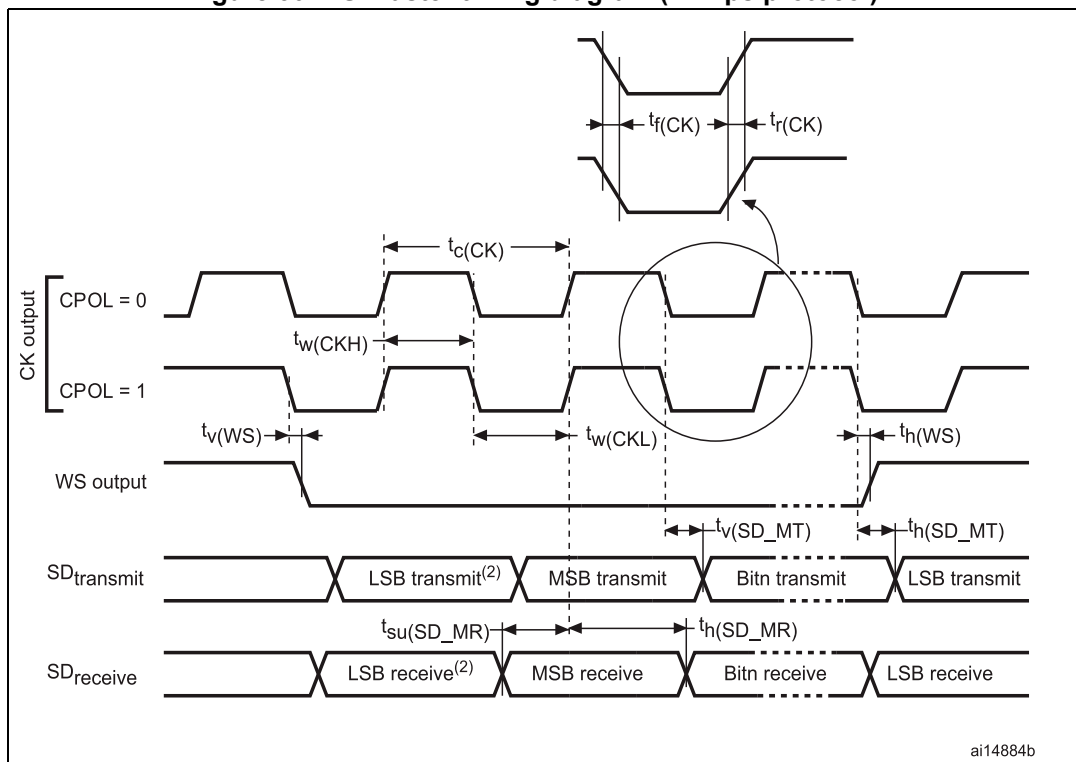 tf(CK)
tr(CK)
tc(CK)
CK output
CPOL = 0
tw(CKH)
CPOL = 1
tv(WS)
tw(CKL)
th(WS)
WS output
tv(SD_MT)
th(SD_MT)
SDtransmit
LSB transmit(2)
MSB transmit
Bitn transmit
LSB transmit
tsu(SD_MR)
th(SD_MR)
SDreceive
LSB receive(2)
MSB receive
Bitn receive
LSB receive
ai14884b